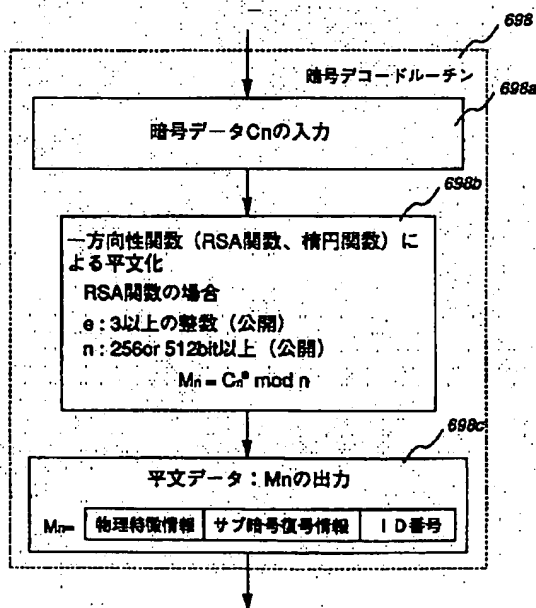 698
暗号デコードルーチン
698a
暗号データCnの入力
698b
一方向性関数（RSA関数、楕円関数）に
よる平文化
RSA関数の場合
e：3以上の整数（公開）
n：256or 512bit以上（公開）
Mn = Cn^e mod n
698c
平文データ：Mnの出力
Mn= 物理特徴情報 サブ暗号復号情報 ID番号